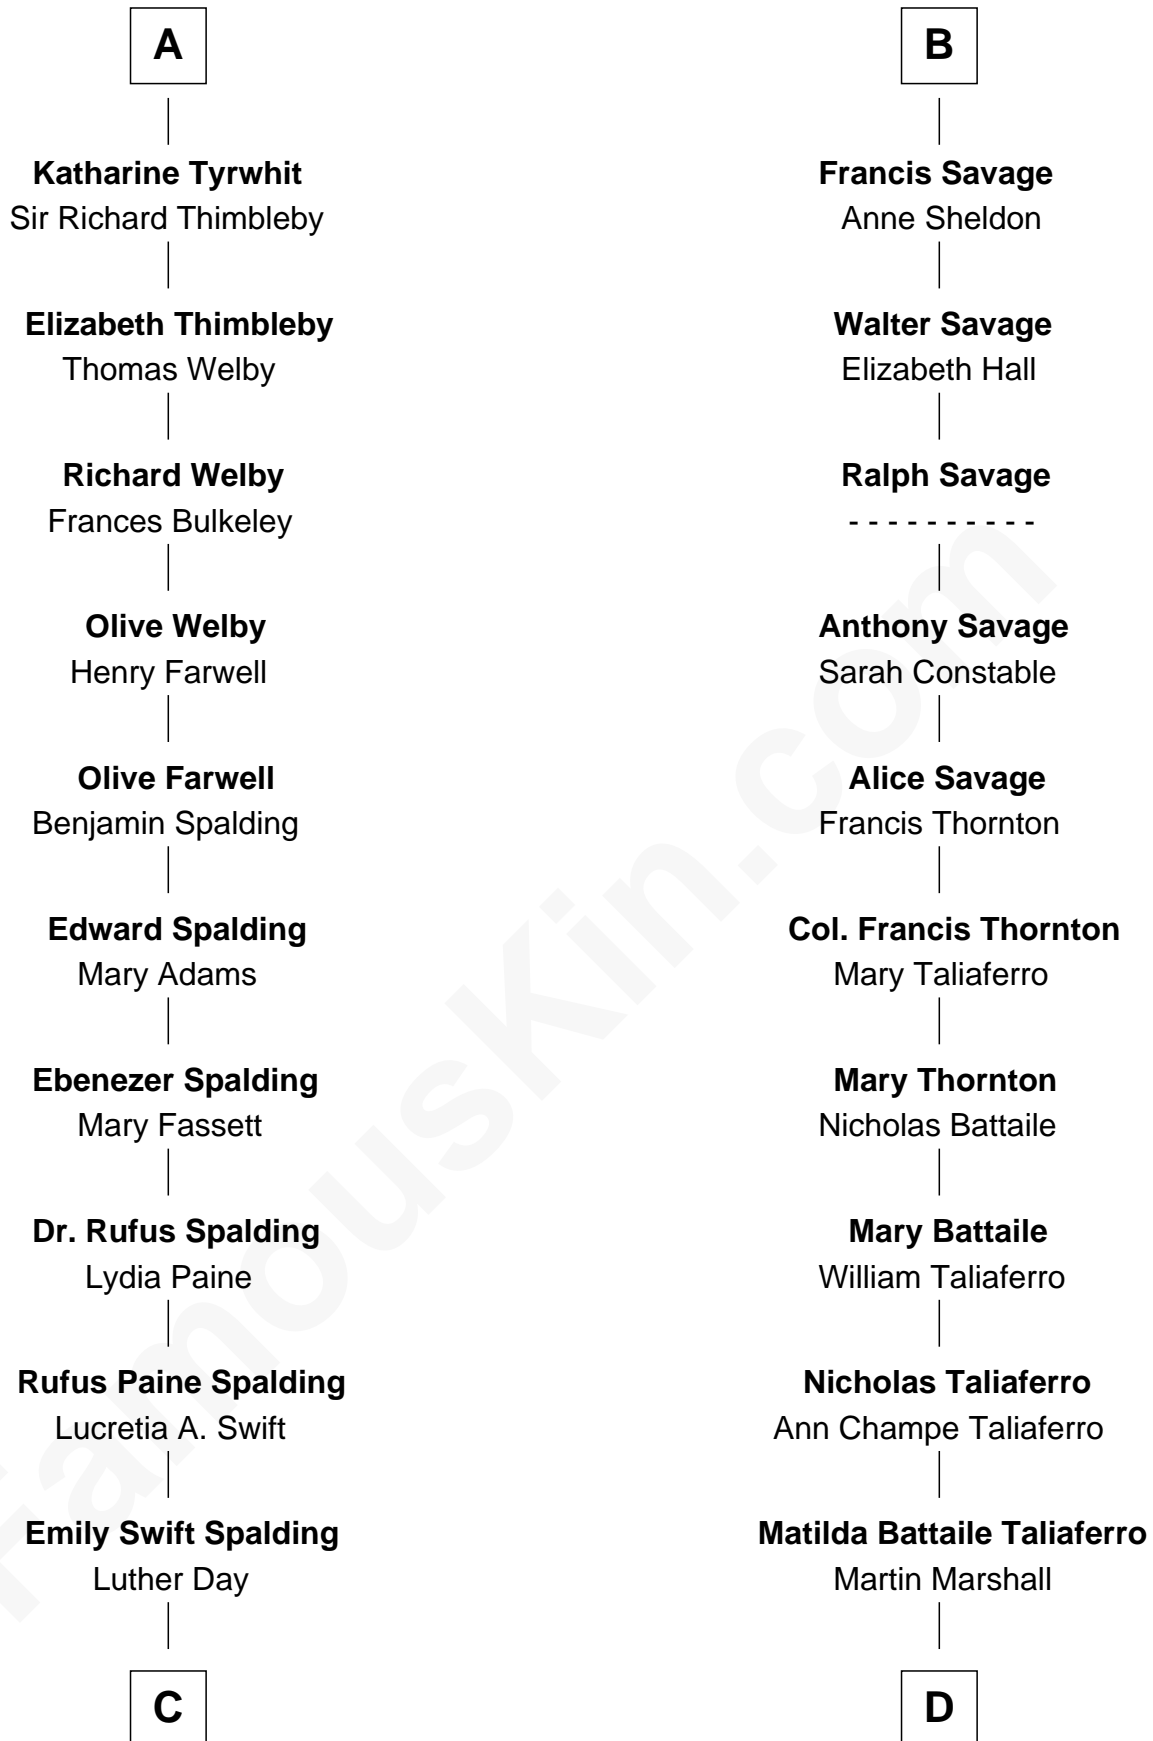 A
Katharine Tyrwhit
Sir Richard Thimbleby
Elizabeth Thimbleby
Thomas Welby
Richard Welby
Frances Bulkeley
Olive Welby
Henry Farwell
Olive Farwell
Benjamin Spalding
Edward Spalding
Mary Adams
Ebenezer Spalding
Mary Fassett
Dr. Rufus Spalding
Lydia Paine
Rufus Paine Spalding
Lucretia A. Swift
Emily Swift Spalding
Luther Day
C
B
Francis Savage
Anne Sheldon
Walter Savage
Elizabeth Hall
Ralph Savage
- - - - - - - - - -
Anthony Savage
Sarah Constable
Alice Savage
Francis Thornton
Col. Francis Thornton
Mary Taliaferro
Mary Thornton
Nicholas Battaile
Mary Battaile
William Taliaferro
Nicholas Taliaferro
Ann Champe Taliaferro
Matilda Battaile Taliaferro
Martin Marshall
D
FamousKin.com